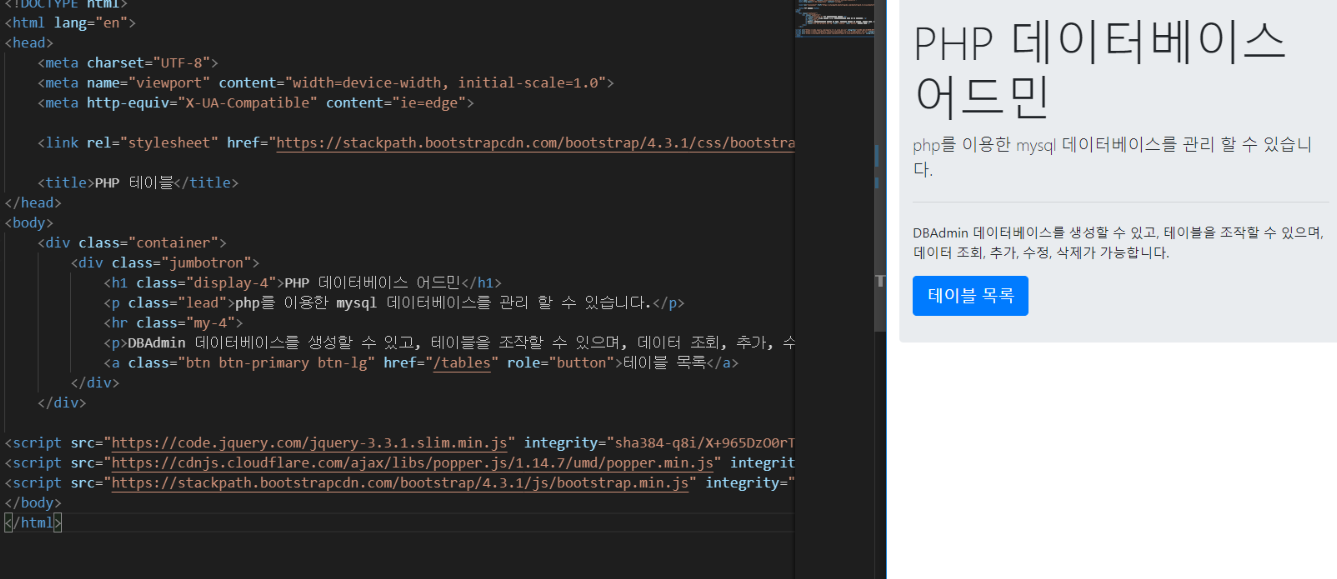 <!DOCTYPE html>
<html lang="en">
<head>
<meta charset="UTF-8">
<meta name="viewport" content="width=device-width, initial-scale=1.0">
<meta http-equiv="X-UA-Compatible" content="ie=edge">
<link rel="stylesheet" href="https://stackpath.bootstrapcdn.com/bootstrap/4.3.1/css/bootstra
<title>PHP 테이블</title>
</head>
<body>
<div class="container">
<div class="jumbotron">
<h1 class="display-4">PHP 데이터베이스 어드민</h1>
<p class="lead">php를 이용한 mysql 데이터베이스를 관리 할 수 있습니다.</p>
<hr class="my-4">
<p>DBAdmin 데이터베이스를 생성할 수 있고, 테이블을 조작할 수 있으며, 데이터 조회, 추가, 수
<a class="btn btn-primary btn-lg" href="/tables" role="button">테이블 목록</a>
</div>
</div>
<script src="https://code.jquery.com/jquery-3.3.1.slim.min.js" integrity="sha384-q8i/X+965DzO0rT
<script src="https://cdnjs.cloudflare.com/ajax/libs/popper.js/1.14.7/umd/popper.min.js" integrit
<script src="https://stackpath.bootstrapcdn.com/bootstrap/4.3.1/js/bootstrap.min.js" integrity="
</body>
</html>
PHP 데이터베이스
어드민
php를 이용한 mysql 데이터베이스를 관리 할 수 있습니
다.
DBAdmin 데이터베이스를 생성할 수 있고, 테이블을 조작할 수 있으며,
데이터 조회, 추가, 수정, 삭제가 가능합니다.
테이블 목록